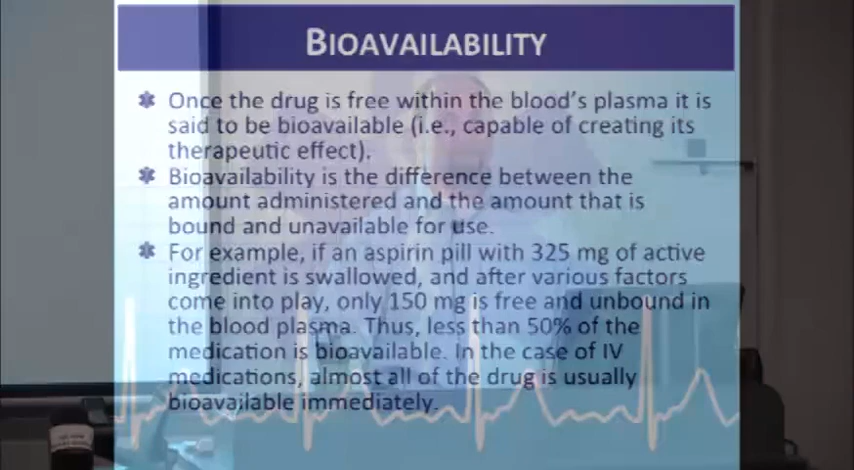 BIOAVAILABILITY
Once the drug is free within the blood's plasma it is
said to be bioavailable (i.e., capable of creating its
therapeutic effect).
Bioavailability is the difference between the
amount administered and the amount that is
bound and unavailable for use.
For example, if an aspirin pill with 325 mg of active
ingredient is swallowed, and after various factors
come into play, only 150 mg is free and unbound in
the blood plasma. Thus, less than 50% of the
medication is bioavailable. In the case of IV
medications, almost all of the drug is usually
bioavailable immediately.